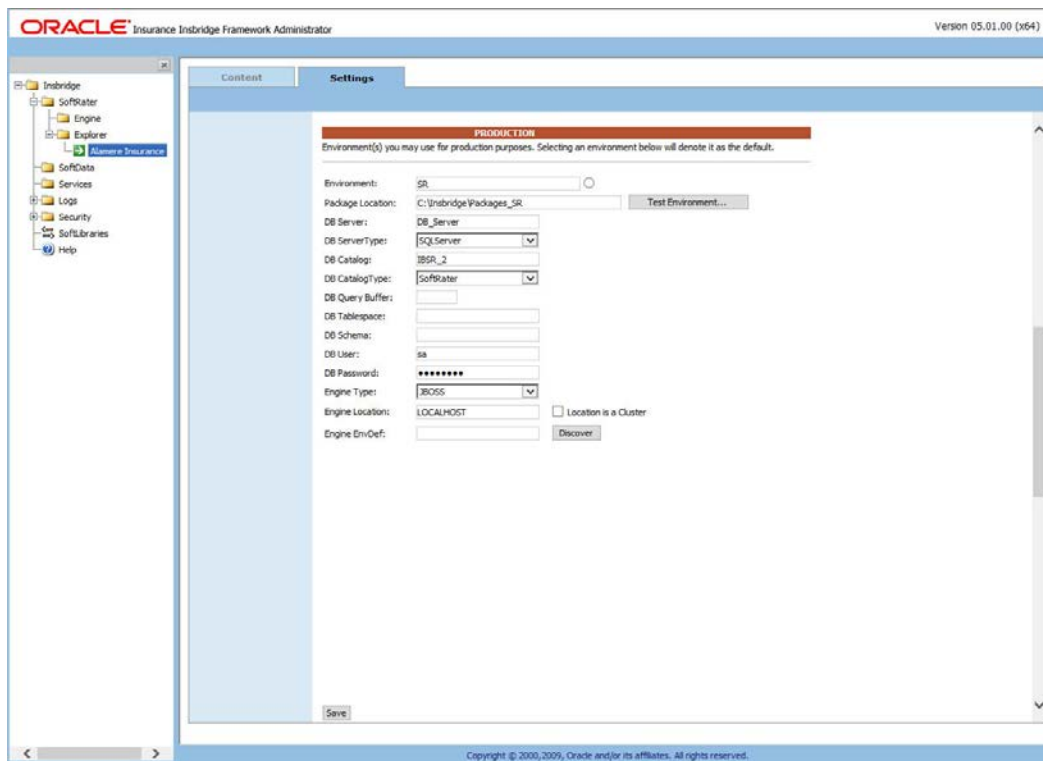 ORACLE® Insurance Insbridge Framework Administrator
Version 05.01.00 (x64)
Insbridge
SoftRater
Engine
Explorer
Alamere Insurance
SoftData
Services
Logs
Security
SoftLibraries
Help
Content
Settings
PRODUCTION
Environment(s) you may use for production purposes. Selecting an environment below will denote it as the default.
Environment: SR
Package Location: C:\Insbridge\Packages_SR Test Environment...
DB Server: DB_Server
DB ServerType: SQLServer
DB Catalog: IBSR_2
DB CatalogType: SoftRater
DB Query Buffer:
DB Tablespace:
DB Schema:
DB User: sa
DB Password: ••••••••
Engine Type: JBOSS
Engine Location: LOCALHOST Location is a Cluster
Engine EnvDef: Discover
Save
Copyright © 2000,2009, Oracle and/or its affiliates. All rights reserved.